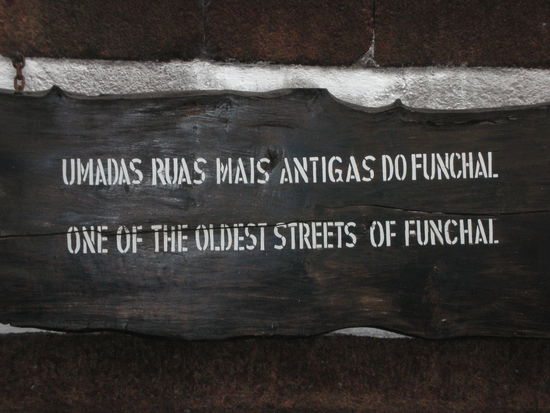 UMADAS RUAS MAIS ANTIGAS DO FUNCHAL
ONE OF THE OLDEST STREETS OF FUNCHAL